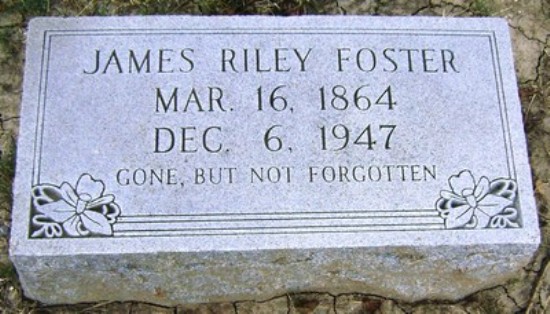 JAMES RILEY FOSTER
MAR. 16, 1864
DEC. 6, 1947
GONE, BUT NOT FORGOTTEN